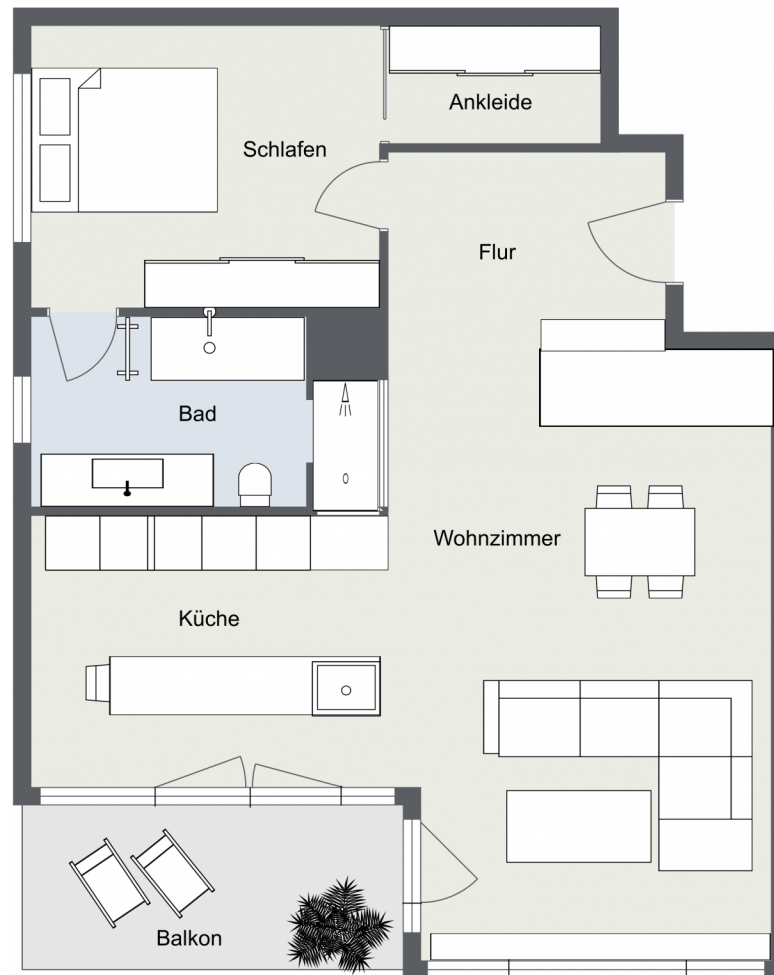 Ankleide
Schlafen
Flur
Bad
Wohnzimmer
Küche
Balkon